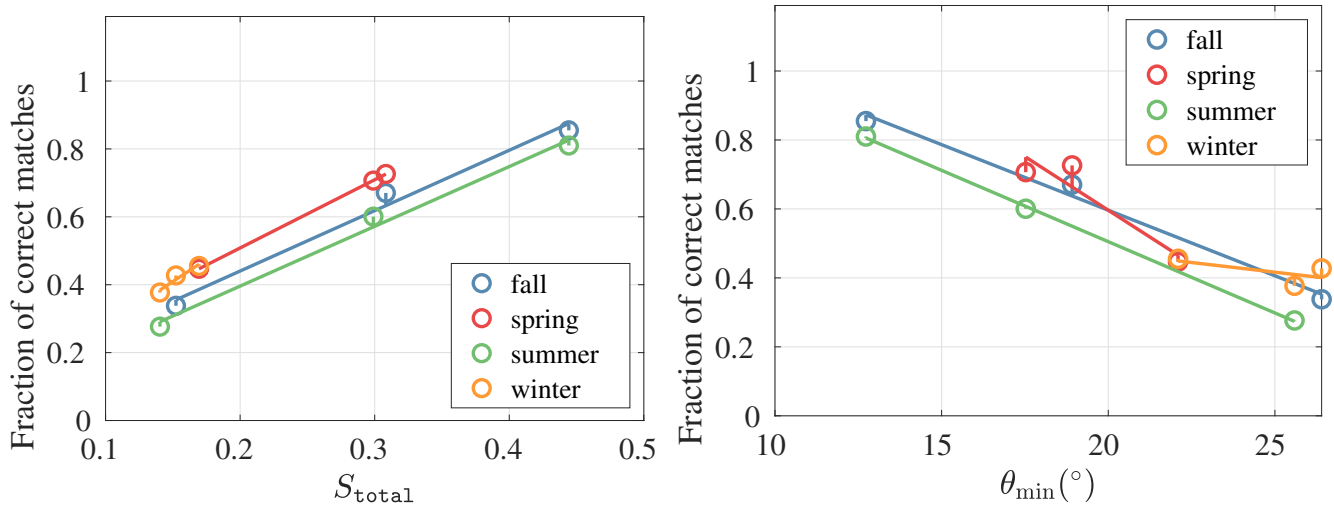 Fraction of correct matches
1
0.8
0.6
0.4
0.2
0
0.1
0.2
0.3
0.4
0.5
S_total
fall
spring
summer
winter
Fraction of correct matches
1
0.8
0.6
0.4
0.2
0
10
15
20
25
θ_min(°)
fall
spring
summer
winter